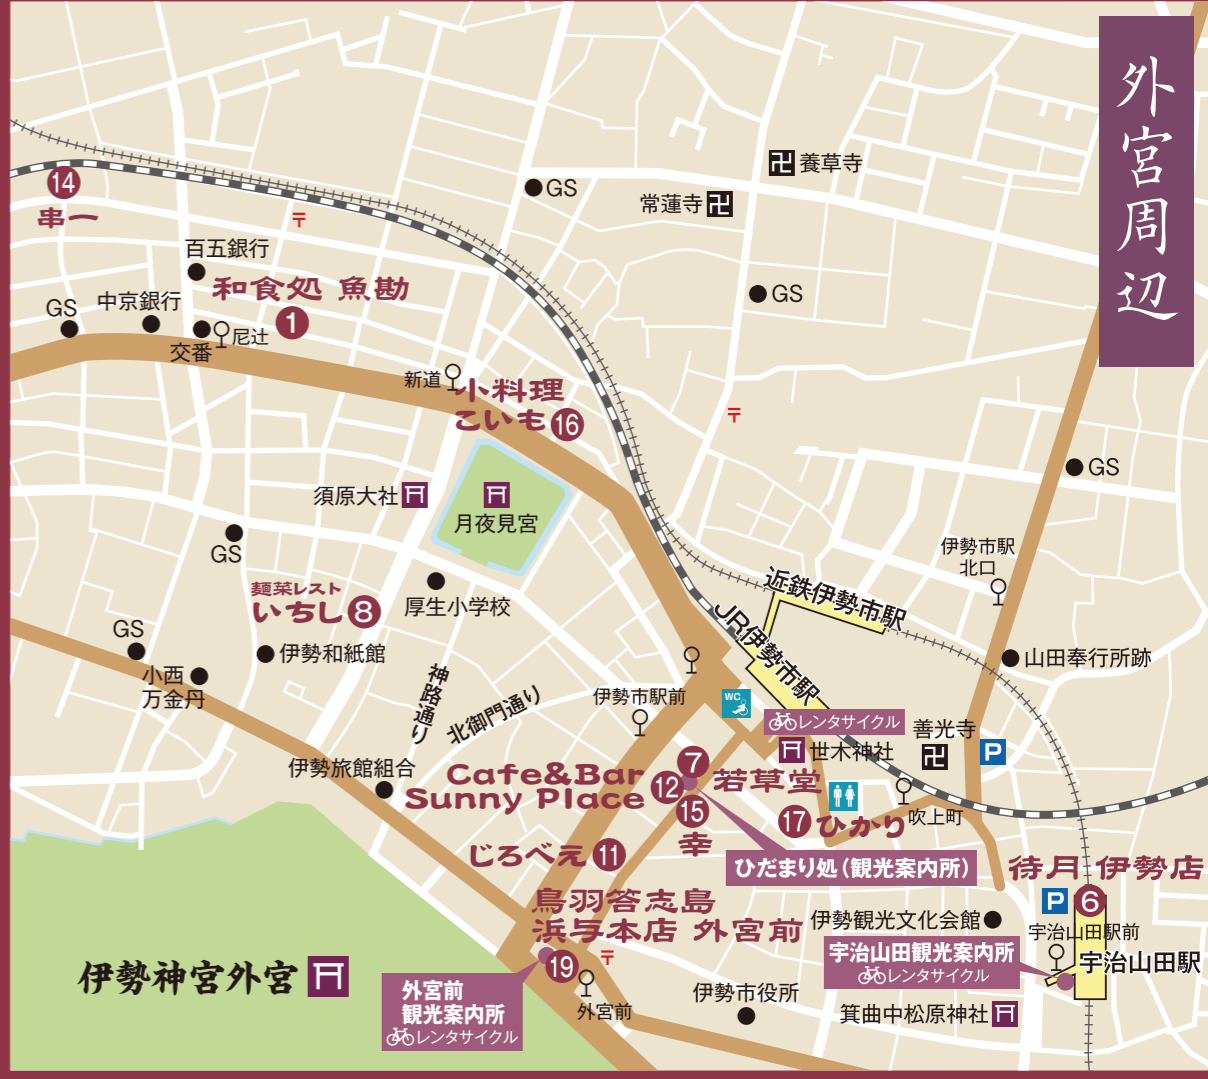 外宮周辺
卍
養草寺
常蓮寺
卍
GS
14
串一
〒
百五銀行
和食処 魚勘
1
GS
中京銀行
交番
尼辻
GS
新道
小料理
こいも
16
〒
GS
須原大社
月夜見宮
GS
伊勢市駅
北口
近鉄伊勢市駅
JR伊勢市駅
麺菜レスト
いちし
8
厚生小学校
GS
小西
万金丹
伊勢和紙館
山田奉行所跡
神路通り
北御門通り
伊勢市駅前
WC
レンタサイクル
世木神社
善光寺
卍
P
伊勢旅館組合
Cafe&Bar
Sunny Place
12
7
若草堂
15
幸
17
ひかり
吹上町
じろべえ
11
ひだまり処(観光案内所)
待月 伊勢店
P
6
鳥羽答志島
浜与本店 外宮前
19
〒
伊勢観光文化会館
宇治山田駅前
宇治山田駅
宇治山田観光案内所
レンタサイクル
伊勢神宮外宮
外宮前
観光案内所
レンタサイクル
外宮前
伊勢市役所
箕曲中松原神社